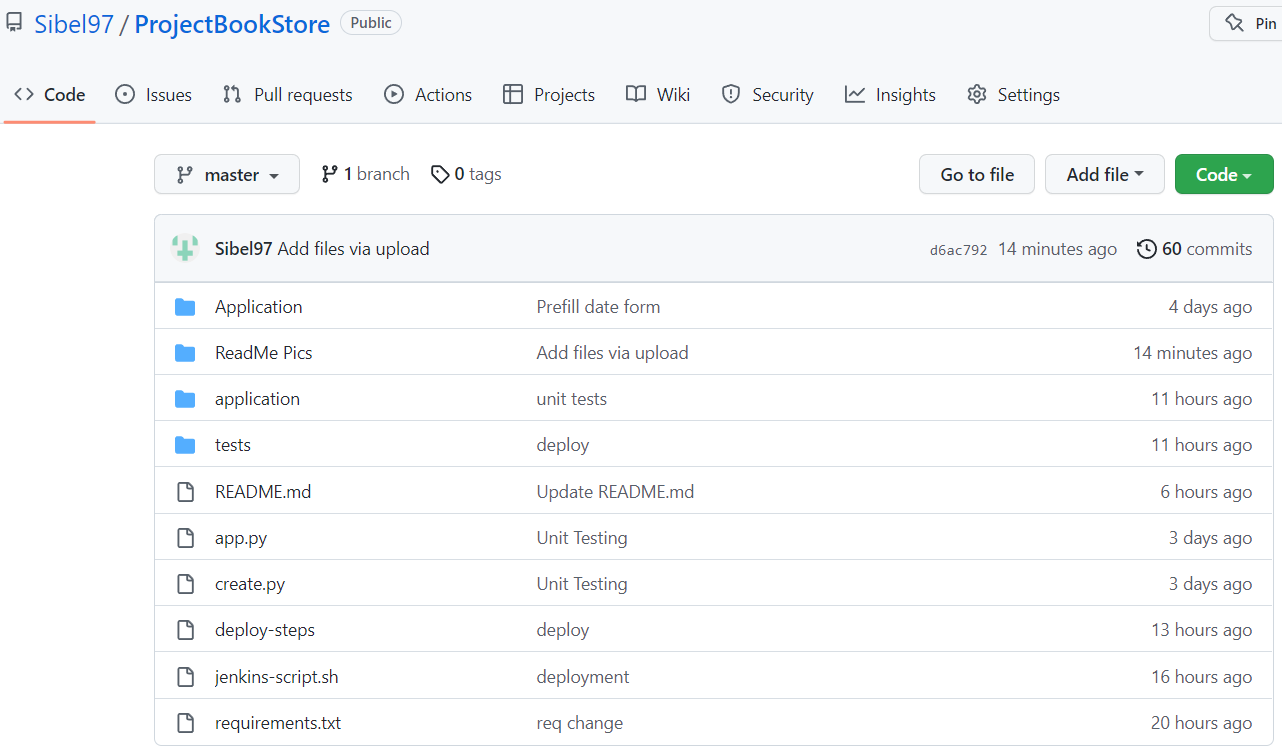 Sibel97 / ProjectBookStore Public Pin
Code Issues Pull requests Actions Projects Wiki Security Insights Settings
master 1 branch 0 tags Go to file Add file Code
Sibel97 Add files via upload d6ac792 14 minutes ago 60 commits
Application Prefill date form 4 days ago
ReadMe Pics Add files via upload 14 minutes ago
application unit tests 11 hours ago
tests deploy 11 hours ago
README.md Update README.md 6 hours ago
app.py Unit Testing 3 days ago
create.py Unit Testing 3 days ago
deploy-steps deploy 13 hours ago
jenkins-script.sh deployment 16 hours ago
requirements.txt req change 20 hours ago